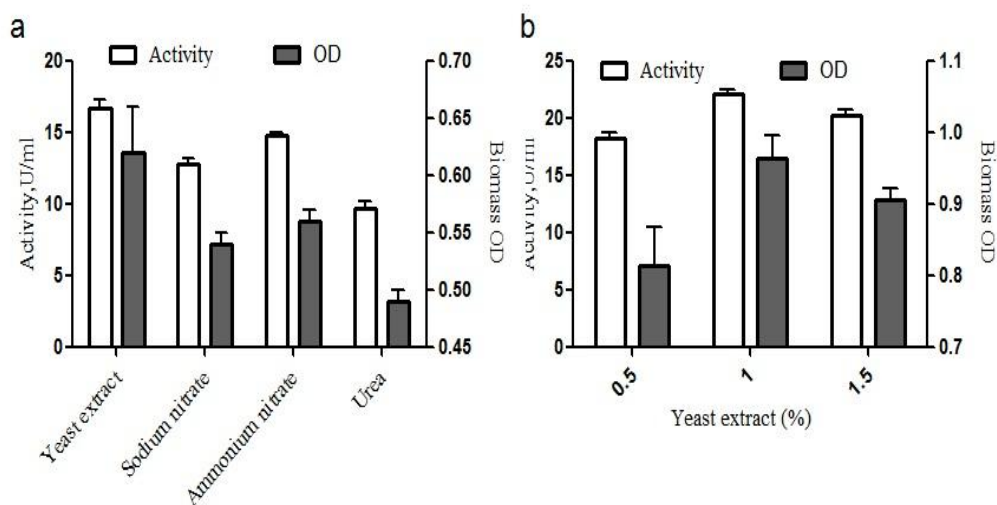 a
Activity
OD
20
15
10
5
0
Activity,U/ml
0.70
0.65
0.60
0.55
0.50
0.45
Biomass OD
Yeast extract
Sodium nitrate
Ammonium nitrate
Urea
b
Activity
OD
25
20
15
10
5
0
Activity,U/ml
1.1
1.0
0.9
0.8
0.7
Biomass OD
0.5
1
1.5
Yeast extract (%)